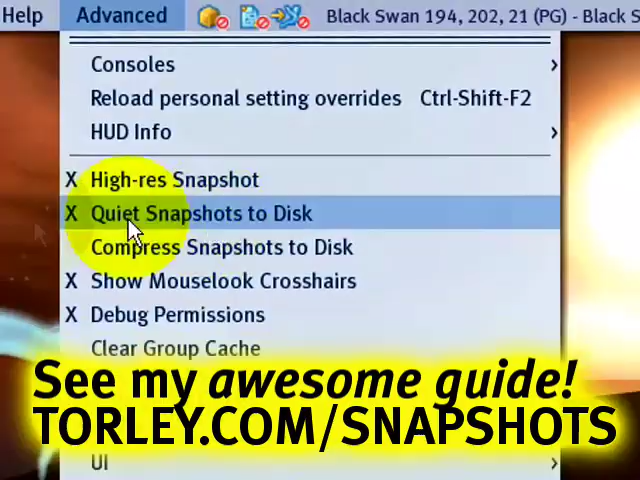 Help Advanced Black Swan 194, 202, 21 (PG) - Black S
Consoles
Reload personal setting overrides Ctrl-Shift-F2
HUD Info
X High-res Snapshot
X Quiet Snapshots to Disk
Compress Snapshots to Disk
X Show Mouselook Crosshairs
X Debug Permissions
Clear Group Cache
See my awesome guide!
TORLEY.COM/SNAPSHOTS
UI